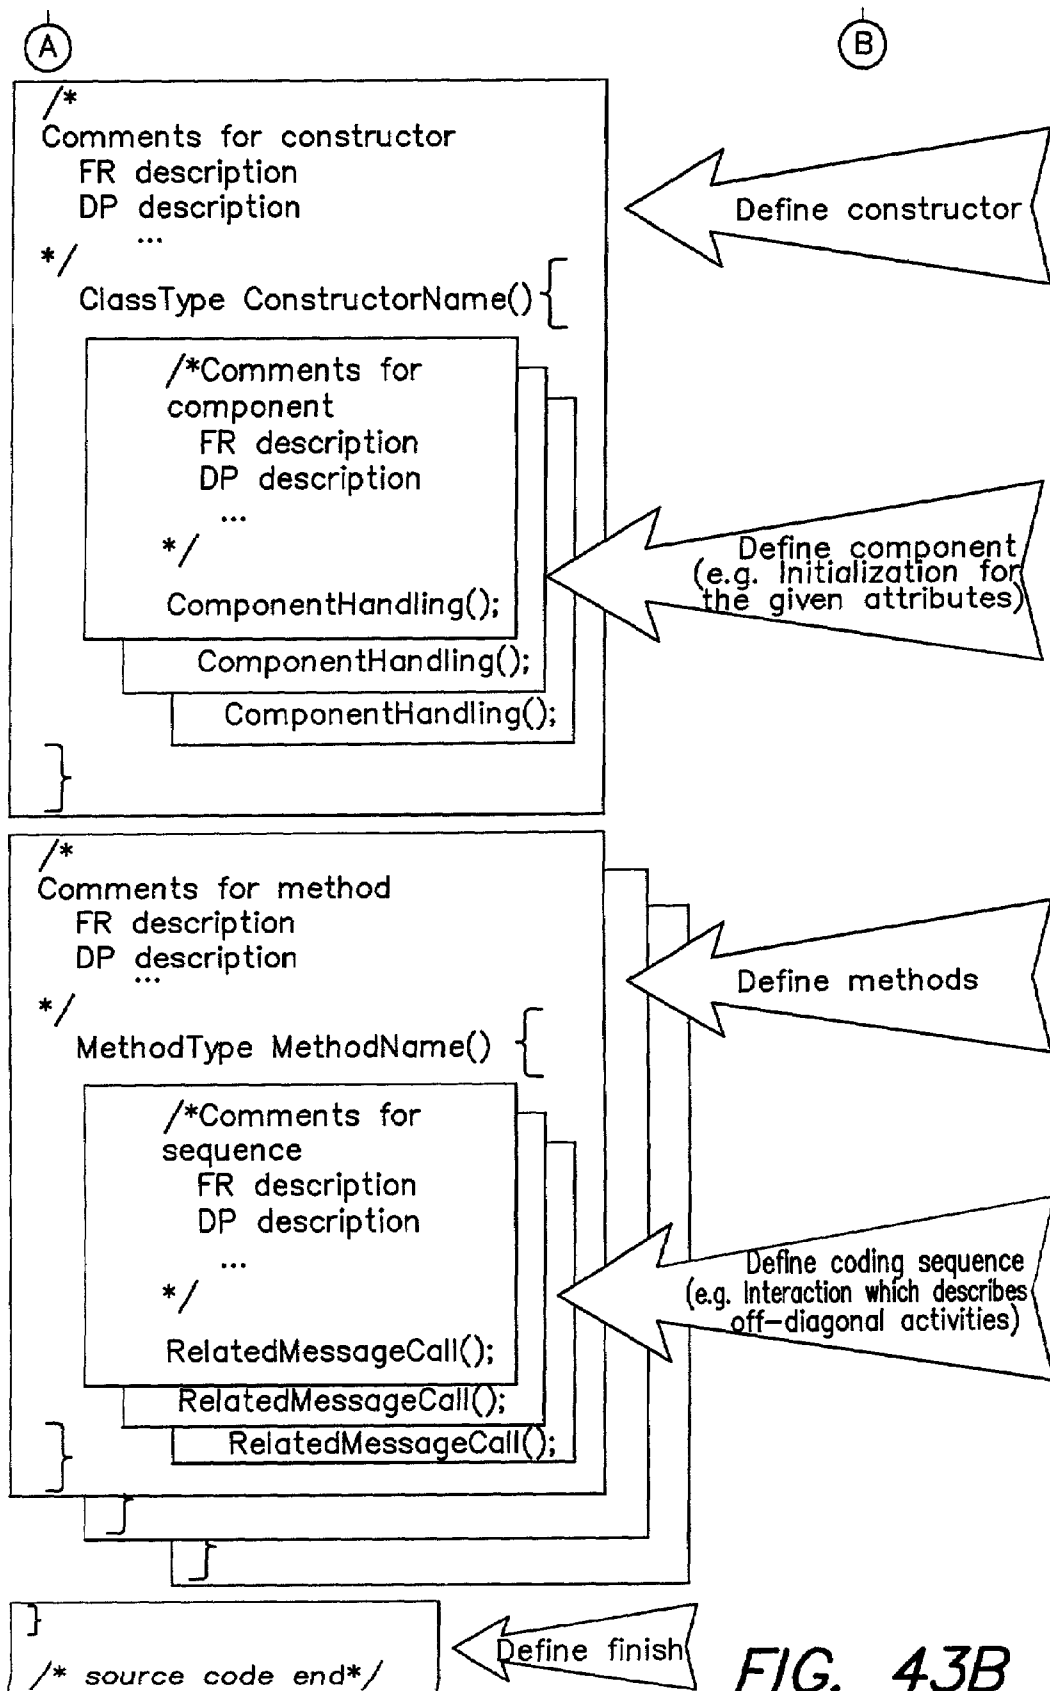 A
B
/*
Comments for constructor
FR description
DP description
...
*/
ClassType ConstructorName() {
/*Comments for
component
FR description
DP description
...
*/
ComponentHandling();
ComponentHandling();
ComponentHandling();
}
Define constructor
Define component
(e.g. Initialization for
the given attributes)
/*
Comments for method
FR description
DP description
...
*/
MethodType MethodName() {
/*Comments for
sequence
FR description
DP description
...
*/
RelatedMessageCall();
RelatedMessageCall();
RelatedMessageCall();
}
}
}
Define methods
Define coding sequence
(e.g. Interaction which describes
off-diagonal activities)
}
/* source code end*/
Define finish
FIG. 43B